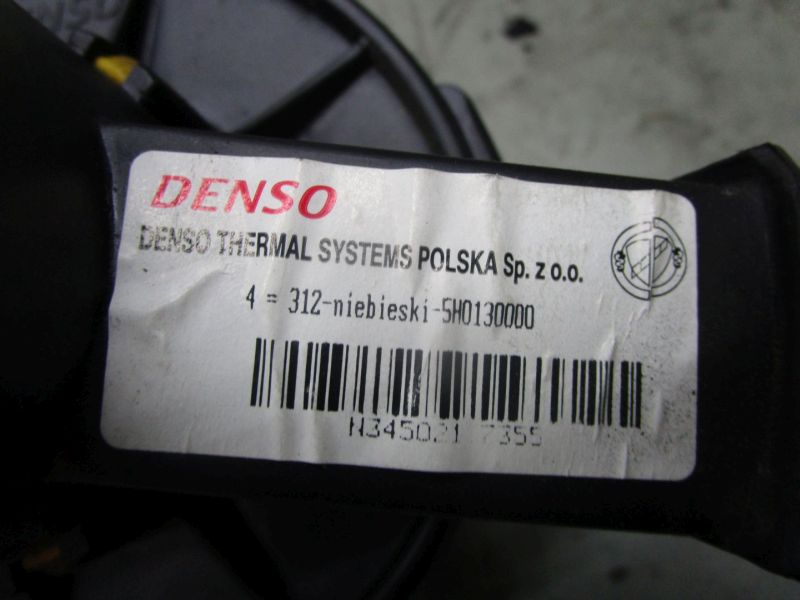 DENSO
DENSO THERMAL SYSTEMS POLSKA Sp. z o.o.
4 = 312-niebieski-5H0130000
N345021 7355